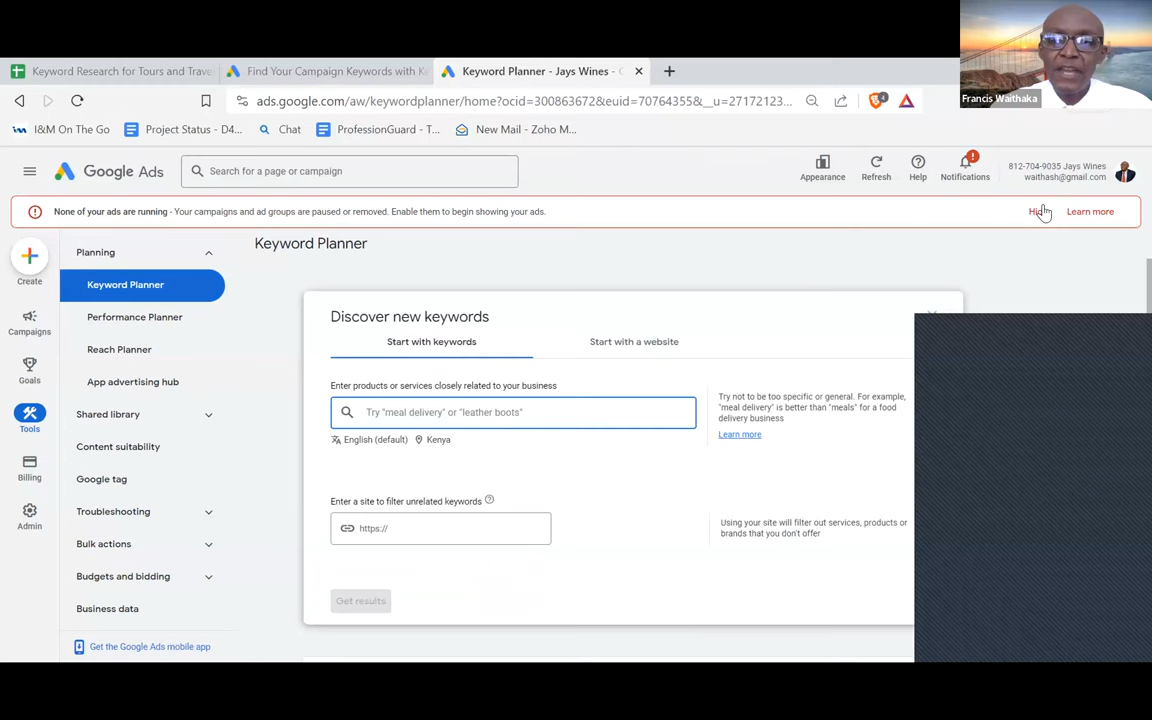 Francis Waithaka
Keyword Research for Tours and Trave
Find Your Campaign Keywords with K
Keyword Planner - Jays Wines - G
ads.google.com/aw/keywordplanner/home?ocid=300863672&euid=70764355&__u=27172123...
4
I&M On The Go
Project Status - D4...
Chat
ProfessionGuard - T...
New Mail - Zoho M...
Google Ads
Search for a page or campaign
Appearance
Refresh
Help
Notifications
812-704-9035 Jays Wines
waithash@gmail.com
None of your ads are running - Your campaigns and ad groups are paused or removed. Enable them to begin showing your ads.
Learn more
Create
Campaigns
Goals
Tools
Billing
Admin
Planning
Keyword Planner
Performance Planner
Reach Planner
App advertising hub
Shared library
Content suitability
Google tag
Troubleshooting
Bulk actions
Budgets and bidding
Business data
Get the Google Ads mobile app
Keyword Planner
Discover new keywords
Start with keywords
Start with a website
Enter products or services closely related to your business
Try "meal delivery" or "leather boots"
English (default)
Kenya
Try not to be too specific or general. For example,
"meal delivery" is better than "meals" for a food
delivery business
Learn more
Enter a site to filter unrelated keywords
https://
Using your site will filter out services, products or
brands that you don't offer
Get results